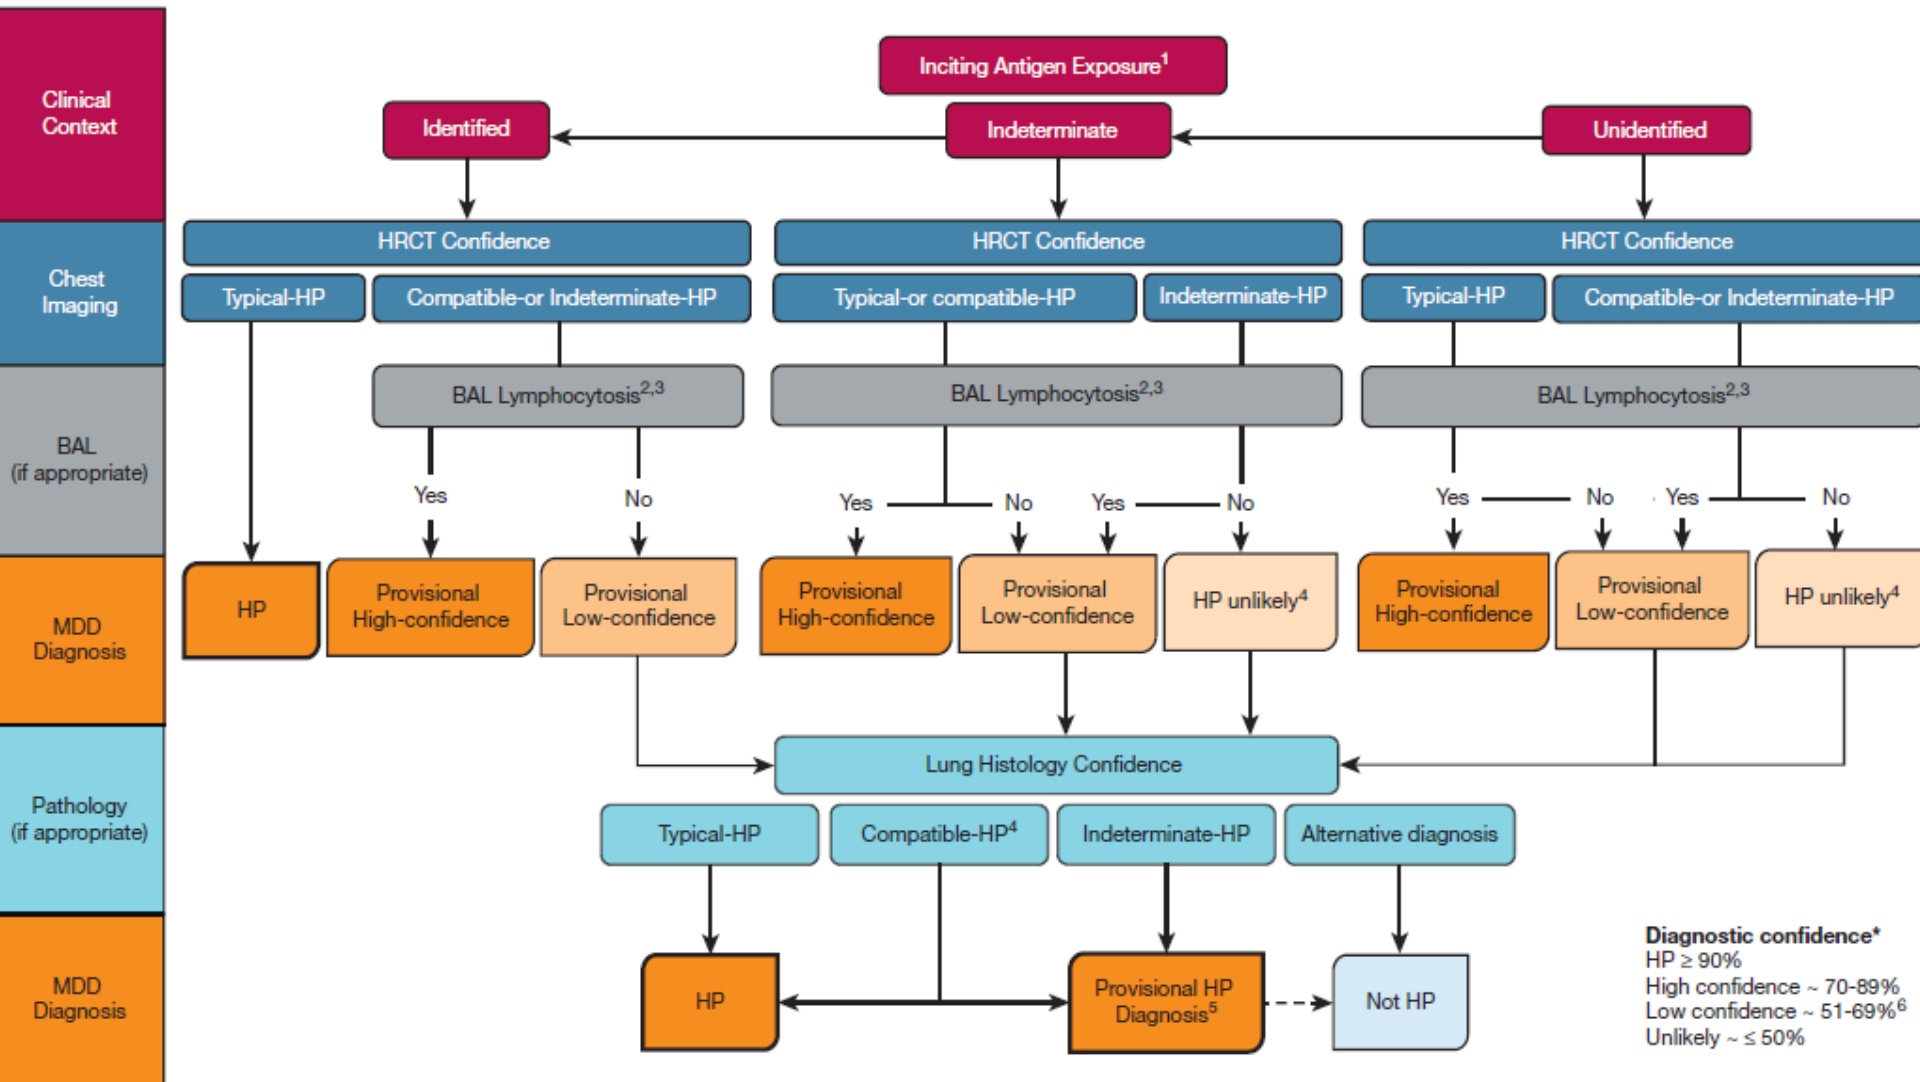 Clinical
Context
Inciting Antigen Exposure1
Identified
Indeterminate
Unidentified
Chest
Imaging
HRCT Confidence
HRCT Confidence
HRCT Confidence
Typical-HP
Compatible-or Indeterminate-HP
Typical-or compatible-HP
Indeterminate-HP
Typical-HP
Compatible-or Indeterminate-HP
BAL
(if appropriate)
BAL Lymphocytosis2,3
BAL Lymphocytosis2,3
BAL Lymphocytosis2,3
Yes
No
Yes
No
Yes
No
Yes
No
Yes
No
MDD
Diagnosis
HP
Provisional
High-confidence
Provisional
Low-confidence
Provisional
High-confidence
Provisional
Low-confidence
HP unlikely4
Provisional
High-confidence
Provisional
Low-confidence
HP unlikely4
Pathology
(if appropriate)
Lung Histology Confidence
Typical-HP
Compatible-HP4
Indeterminate-HP
Alternative diagnosis
MDD
Diagnosis
HP
Provisional HP
Diagnosis5
Not HP
Diagnostic confidence*
HP ≥ 90%
High confidence ~ 70-89%
Low confidence ~ 51-69%6
Unlikely ~ ≤ 50%